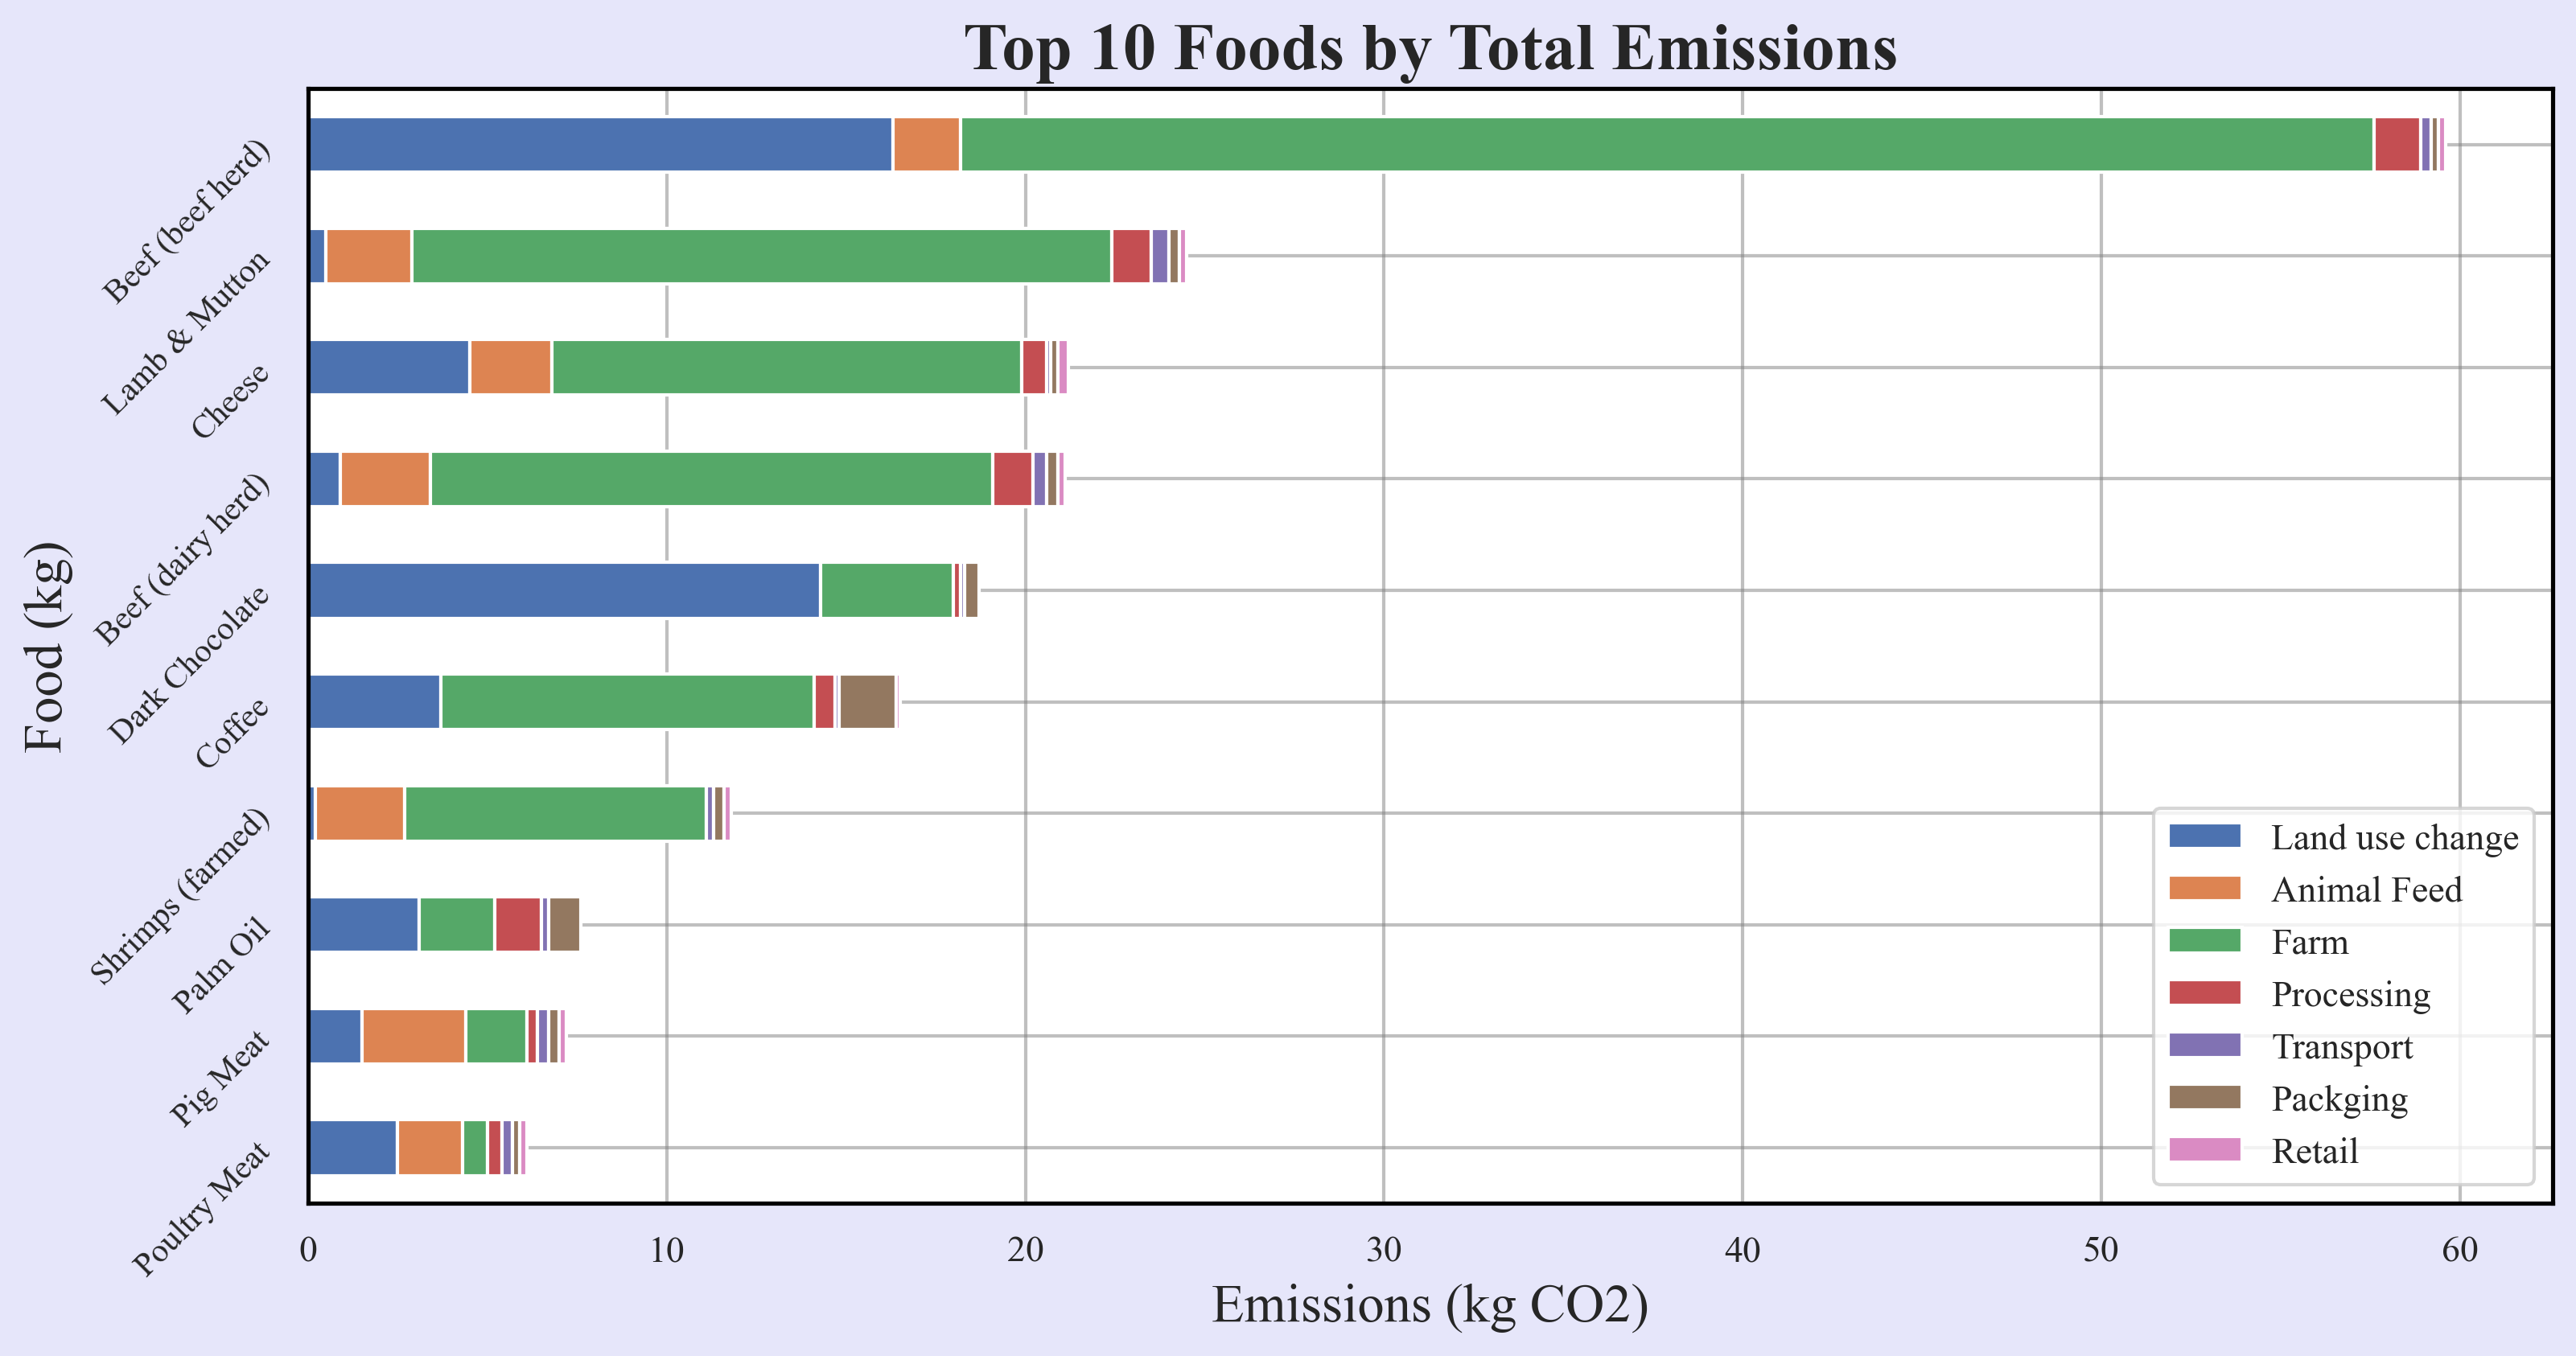 Top 10 Foods by Total Emissions
Food (kg)
Beef (beef herd)
Lamb & Mutton
Cheese
Beef (dairy herd)
Dark Chocolate
Coffee
Shrimps (farmed)
Palm Oil
Pig Meat
Poultry Meat
Land use change
Animal Feed
Farm
Processing
Transport
Packging
Retail
0 10 20 30 40 50 60
Emissions (kg CO2)